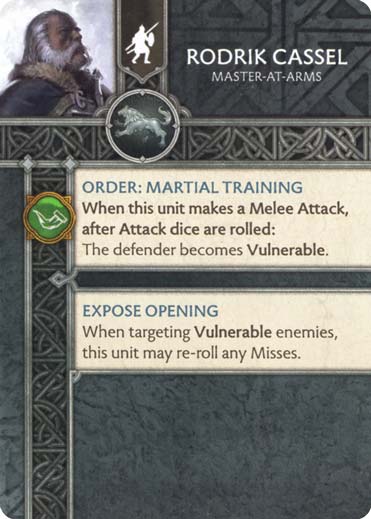 RODRIK CASSEL
MASTER-AT-ARMS
ORDER: MARTIAL TRAINING
When this unit makes a Melee Attack,
after Attack dice are rolled:
The defender becomes Vulnerable.
EXPOSE OPENING
When targeting Vulnerable enemies,
this unit may re-roll any Misses.